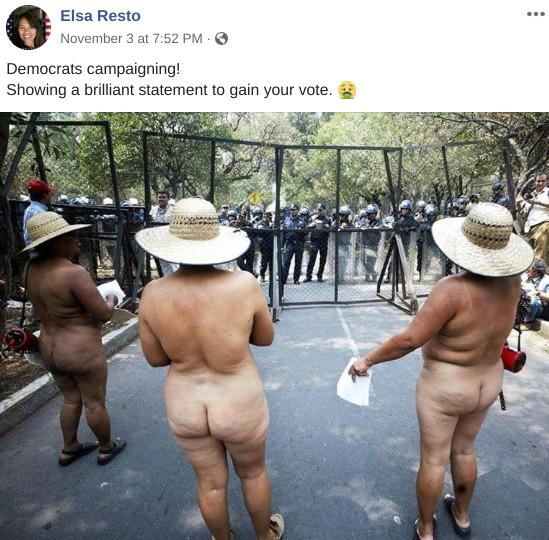 Elsa Resto
November 3 at 7:52 PM ·
Democrats campaigning!
Showing a brilliant statement to gain your vote. 🤮